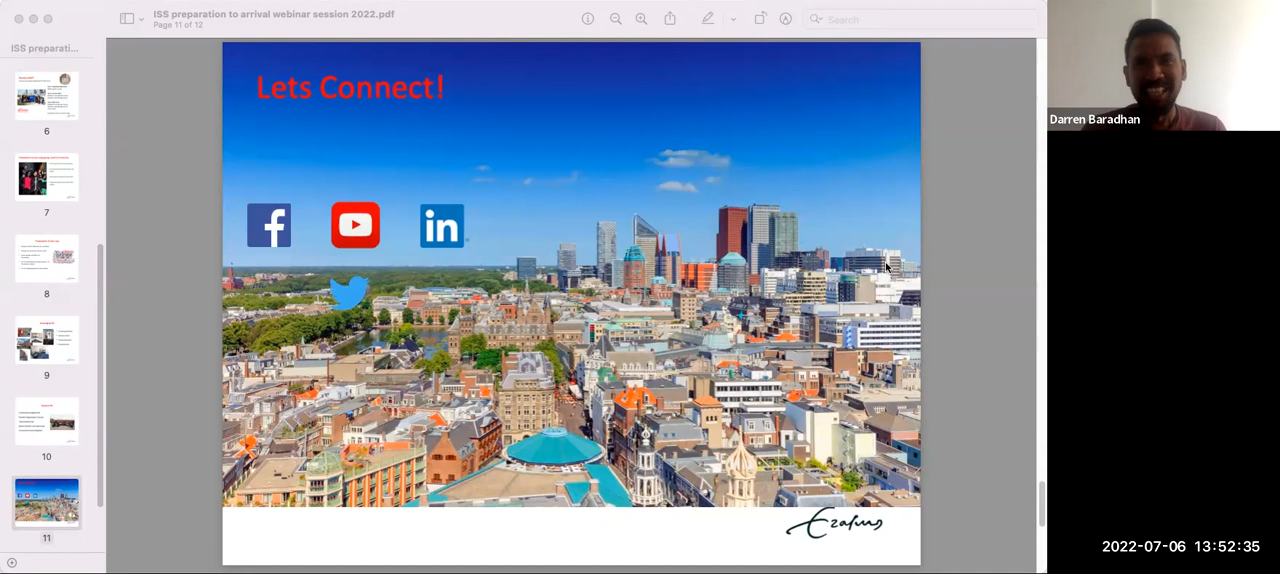 ISS preparation to arrival webinar session 2022.pdf
Page 11 of 12
Search
ISS preparati...
6
7
8
9
10
11
Lets Connect!
f
in
Erasmus
Darren Baradhan
2022-07-06 13:52:35